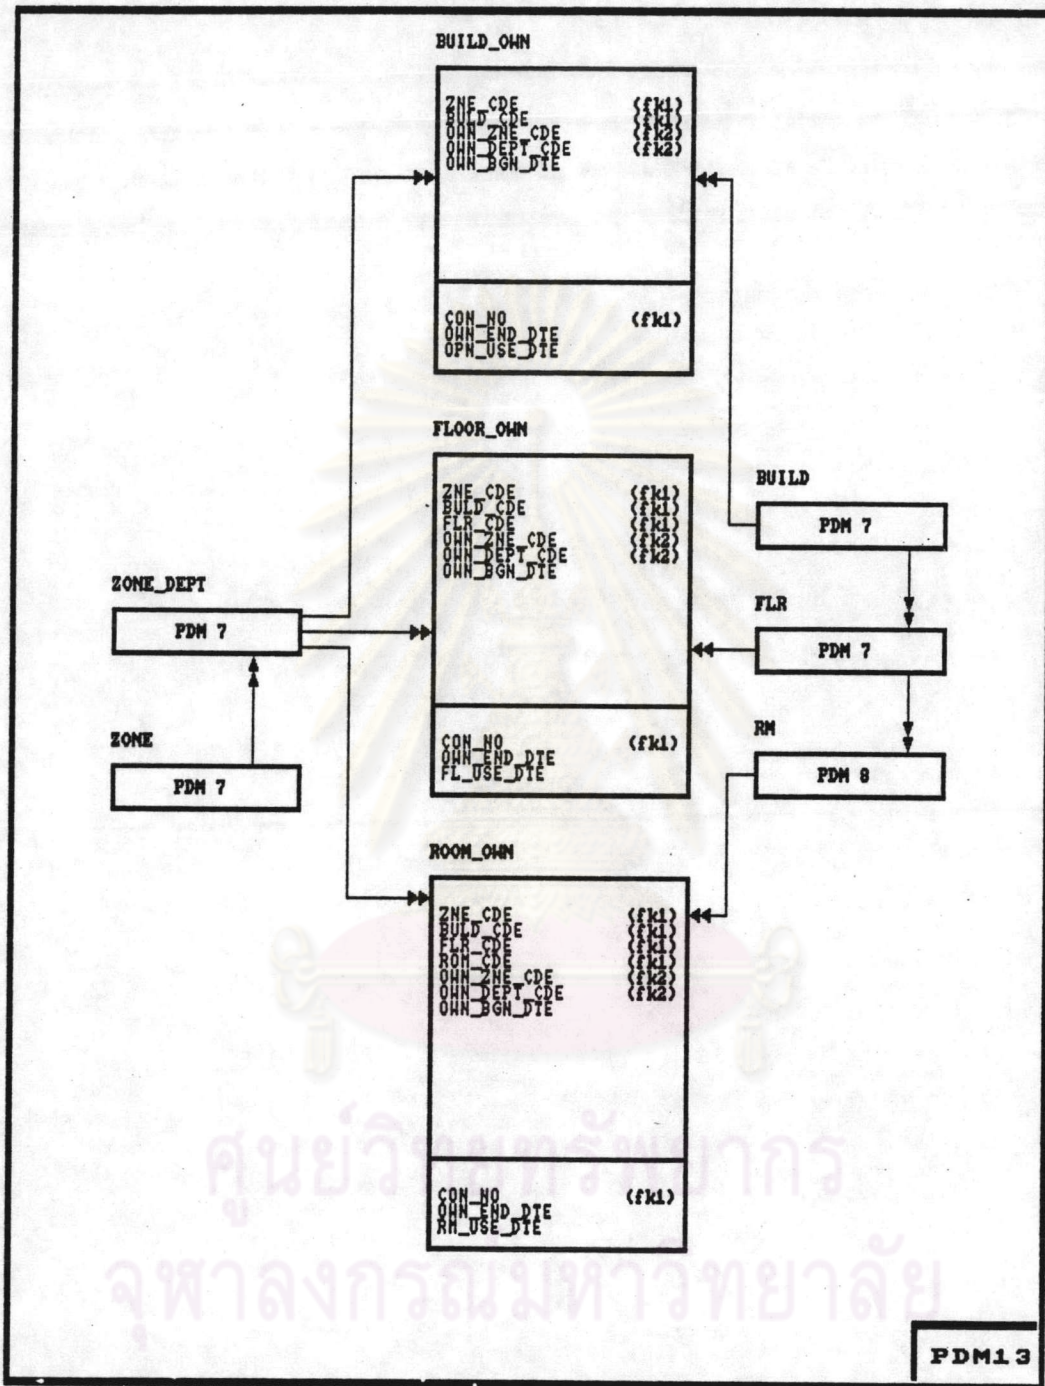 BUILD_OWN
ZNE_CDE (fk1)
BULD_CDE (fk1)
OWN_ZNE_CDE (fk2)
OWN_DEPT_CDE (fk2)
OWN_BGN_DTE
CON_NO (fk1)
OWN_END_DTE
OPN_USE_DTE
FLOOR_OWN
ZNE_CDE (fk1)
BULD_CDE (fk1)
FLR_CDE (fk1)
OWN_ZNE_CDE (fk2)
OWN_DEPT_CDE (fk2)
OWN_BGN_DTE
CON_NO (fk1)
OWN_END_DTE
FL_USE_DTE
BUILD
PDM 7
ZONE_DEPT
PDM 7
FLR
PDM 7
ZONE
PDM 7
RM
PDM 8
ROOM_OWN
ZNE_CDE (fk1)
BULD_CDE (fk1)
FLR_CDE (fk1)
ROM_CDE (fk1)
OWN_ZNE_CDE (fk2)
OWN_DEPT_CDE (fk2)
OWN_BGN_DTE
CON_NO (fk1)
OWN_END_DTE
RM_USE_DTE
ศูนย์วิทยทรัพยากร
จุฬาลงกรณ์มหาวิทยาลัย
PDM13